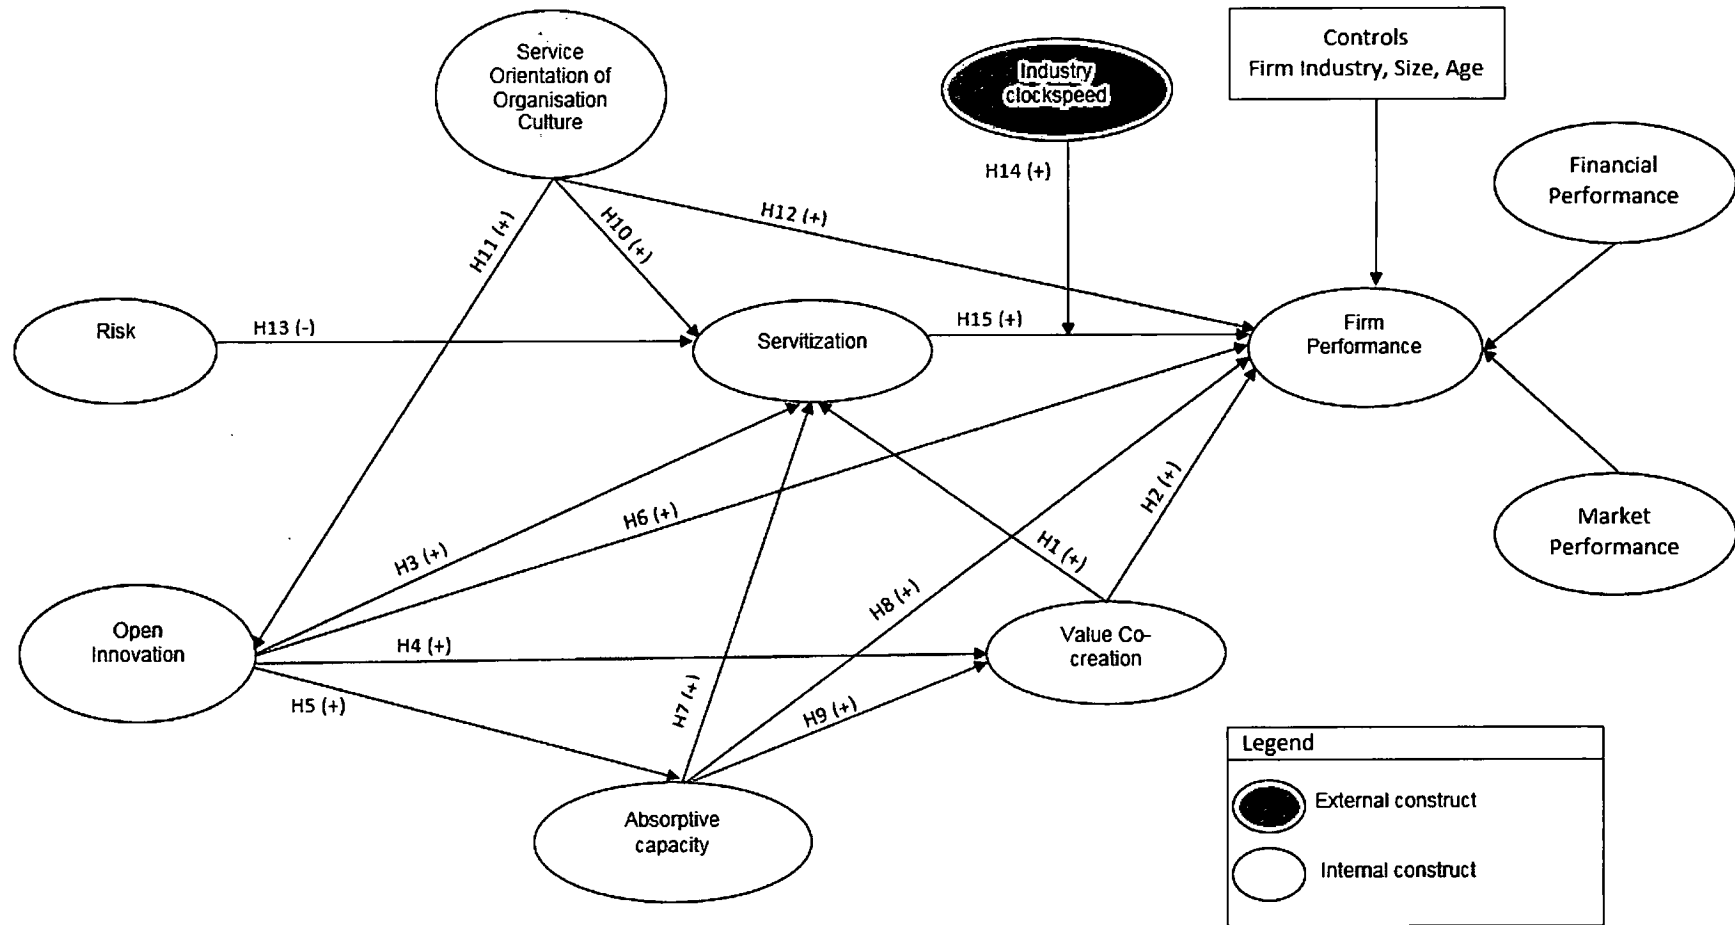 Service
Orientation of
Organisation
Culture
Industry
clockspeed
Controls
Firm Industry, Size, Age
Financial
Performance
H14 (+)
H12 (+)
H10 (+)
H11 (+)
Risk
H13 (-)
Servitization
H15 (+)
Firm
Performance
H3 (+)
H6 (+)
H1 (+)
H2 (+)
Market
Performance
Open
Innovation
H4 (+)
H5 (+)
H7 (+)
H8 (+)
H9 (+)
Value Co-
creation
Absorptive
capacity
Legend
External construct
Internal construct